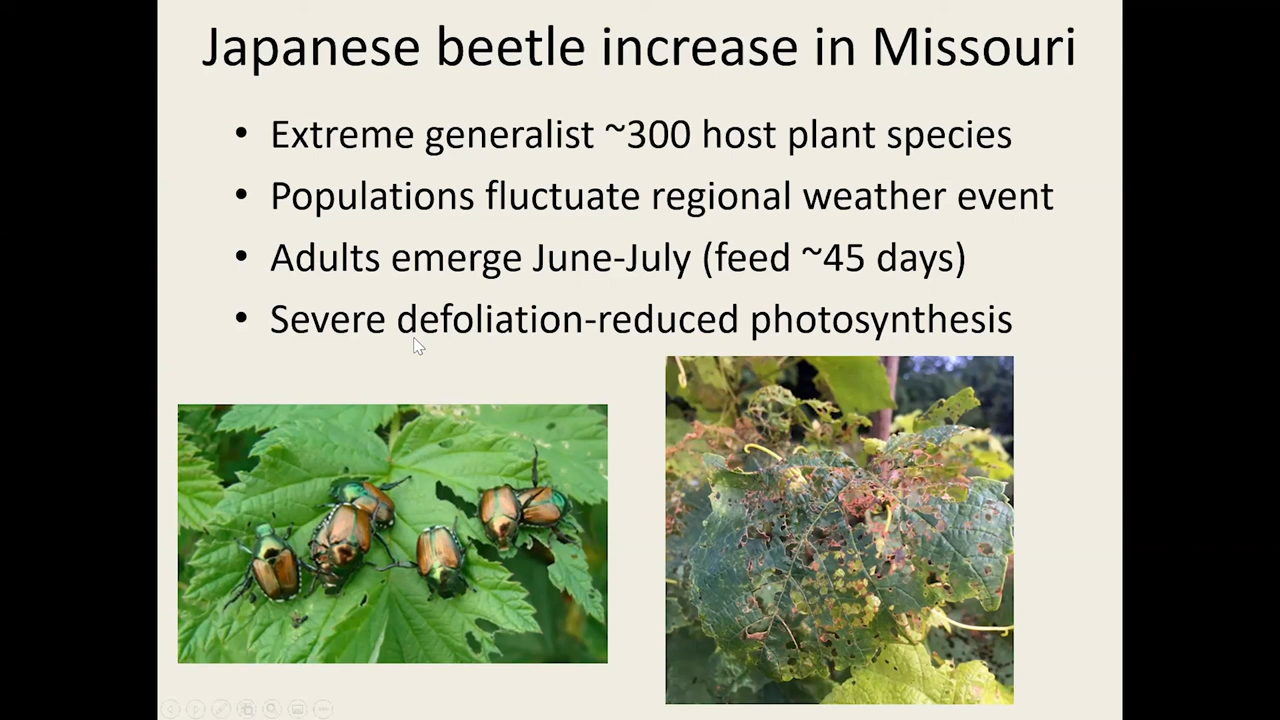 Japanese beetle increase in Missouri
• Extreme generalist ~300 host plant species
• Populations fluctuate regional weather event
• Adults emerge June-July (feed ~45 days)
• Severe defoliation-reduced photosynthesis